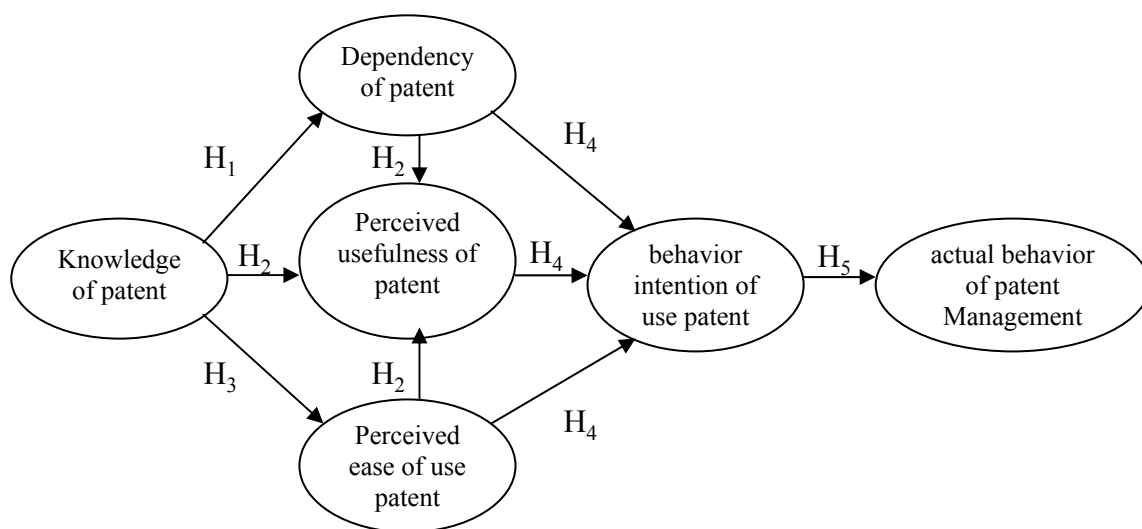 Dependency
of patent
H₁
H₂
H₄
Knowledge
of patent
H₂
Perceived
usefulness of
patent
H₄
behavior
intention of
use patent
H₅
actual behavior
of patent
Management
H₃
H₂
H₄
Perceived
ease of use
patent